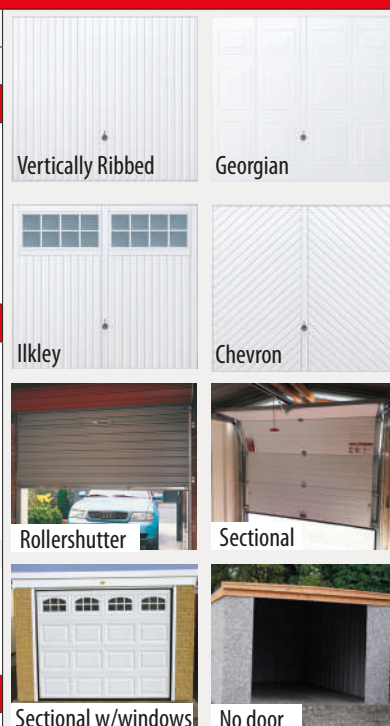 Vertically Ribbed
Georgian
Ilkley
Chevron
Rollershutter
Sectional
Sectional w/windows
No door